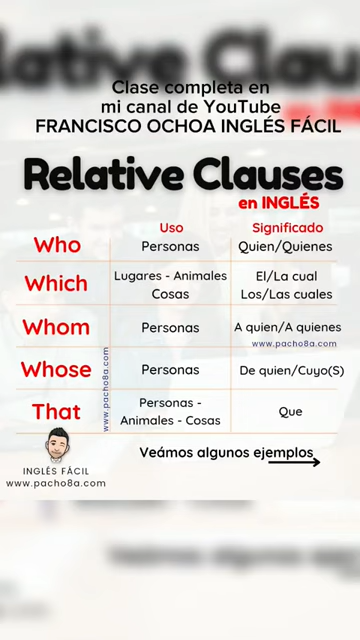 lative Clau
Clase completa en
mi canal de YouTube
FRANCISCO OCHOA INGLÉS FÁCIL
Relative Clauses
en INGLÉS
Uso Significado
Who Personas Quien/Quienes
Which Lugares - Animales Cosas El/La cual Los/Las cuales
Whom Personas A quien/A quienes
www.pacho8a.com
Whose Personas De quien/Cuyo(S)
www.pacho8a.com
That Personas - Animales - Cosas Que
Veámos algunos ejemplos
INGLÉS FÁCIL
www.pacho8a.com